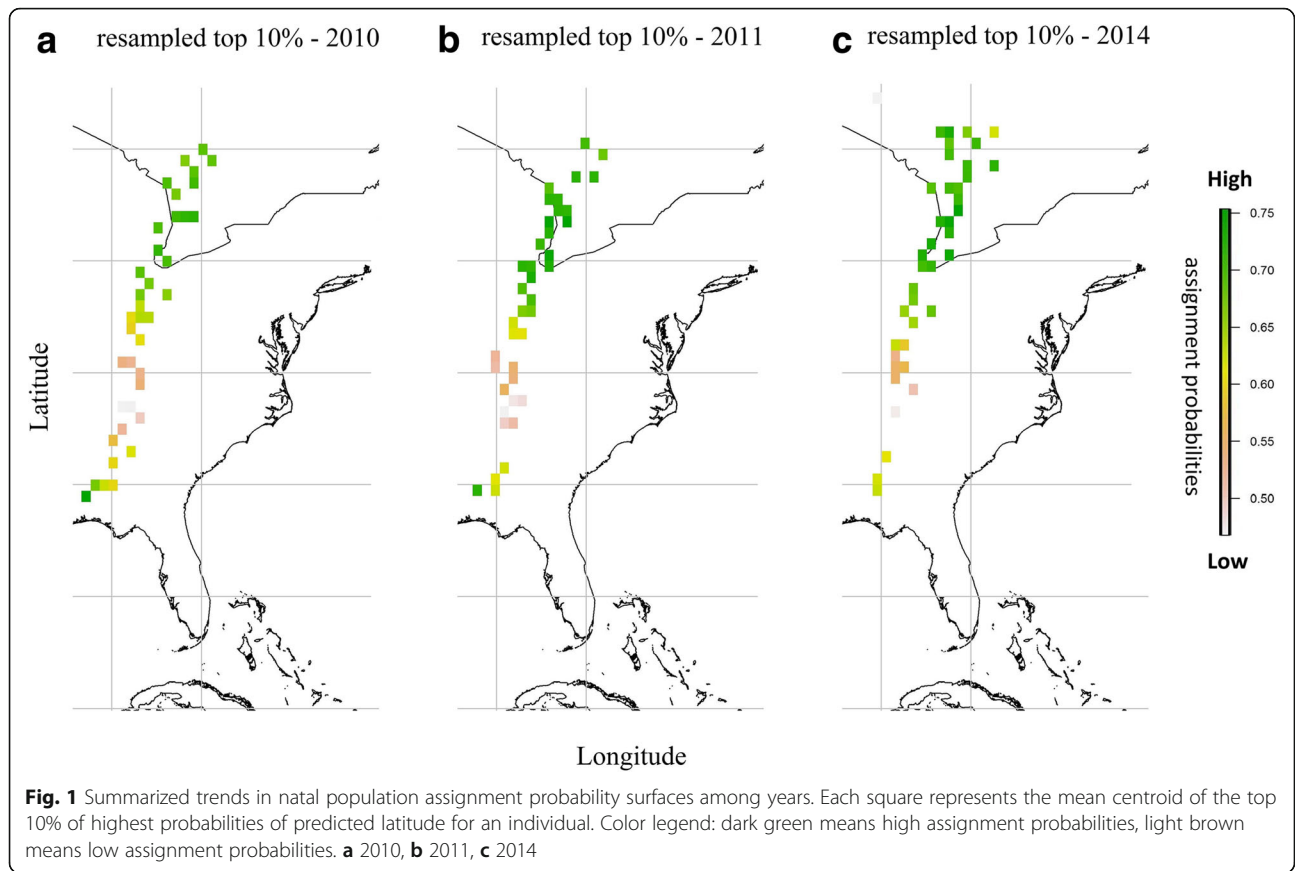 a resampled top 10% - 2010
b resampled top 10% - 2011
c resampled top 10% - 2014
Latitude
Longitude
High
0.75
0.70
0.65
0.60
0.55
0.50
Low
assignment probabilities
Fig. 1 Summarized trends in natal population assignment probability surfaces among years. Each square represents the mean centroid of the top
10% of highest probabilities of predicted latitude for an individual. Color legend: dark green means high assignment probabilities, light brown
means low assignment probabilities. a 2010, b 2011, c 2014